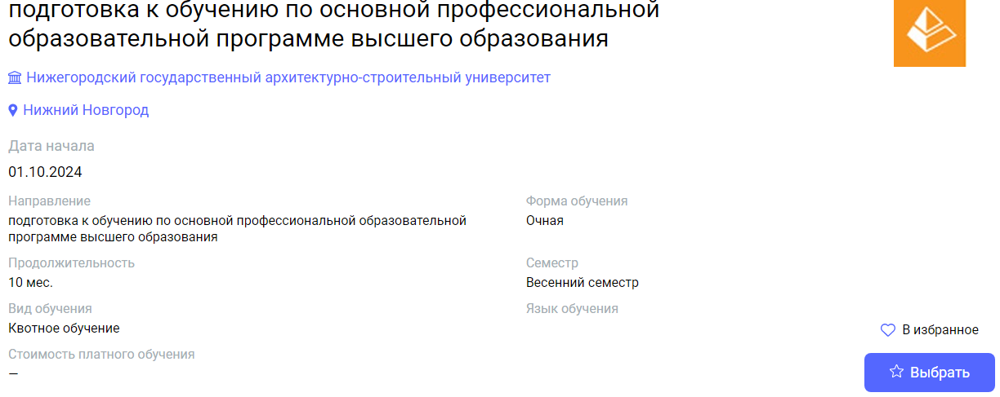 подготовка к обучению по основной профессиональной
образовательной программе высшего образования
Нижегородский государственный архитектурно-строительный университет
Нижний Новгород
Дата начала
01.10.2024
Направление
подготовка к обучению по основной профессиональной образовательной
программе высшего образования
Форма обучения
Очная
Продолжительность
10 мес.
Семестр
Весенний семестр
Вид обучения
Квотное обучение
Язык обучения
Стоимость платного обучения
—
В избранное
Выбрать